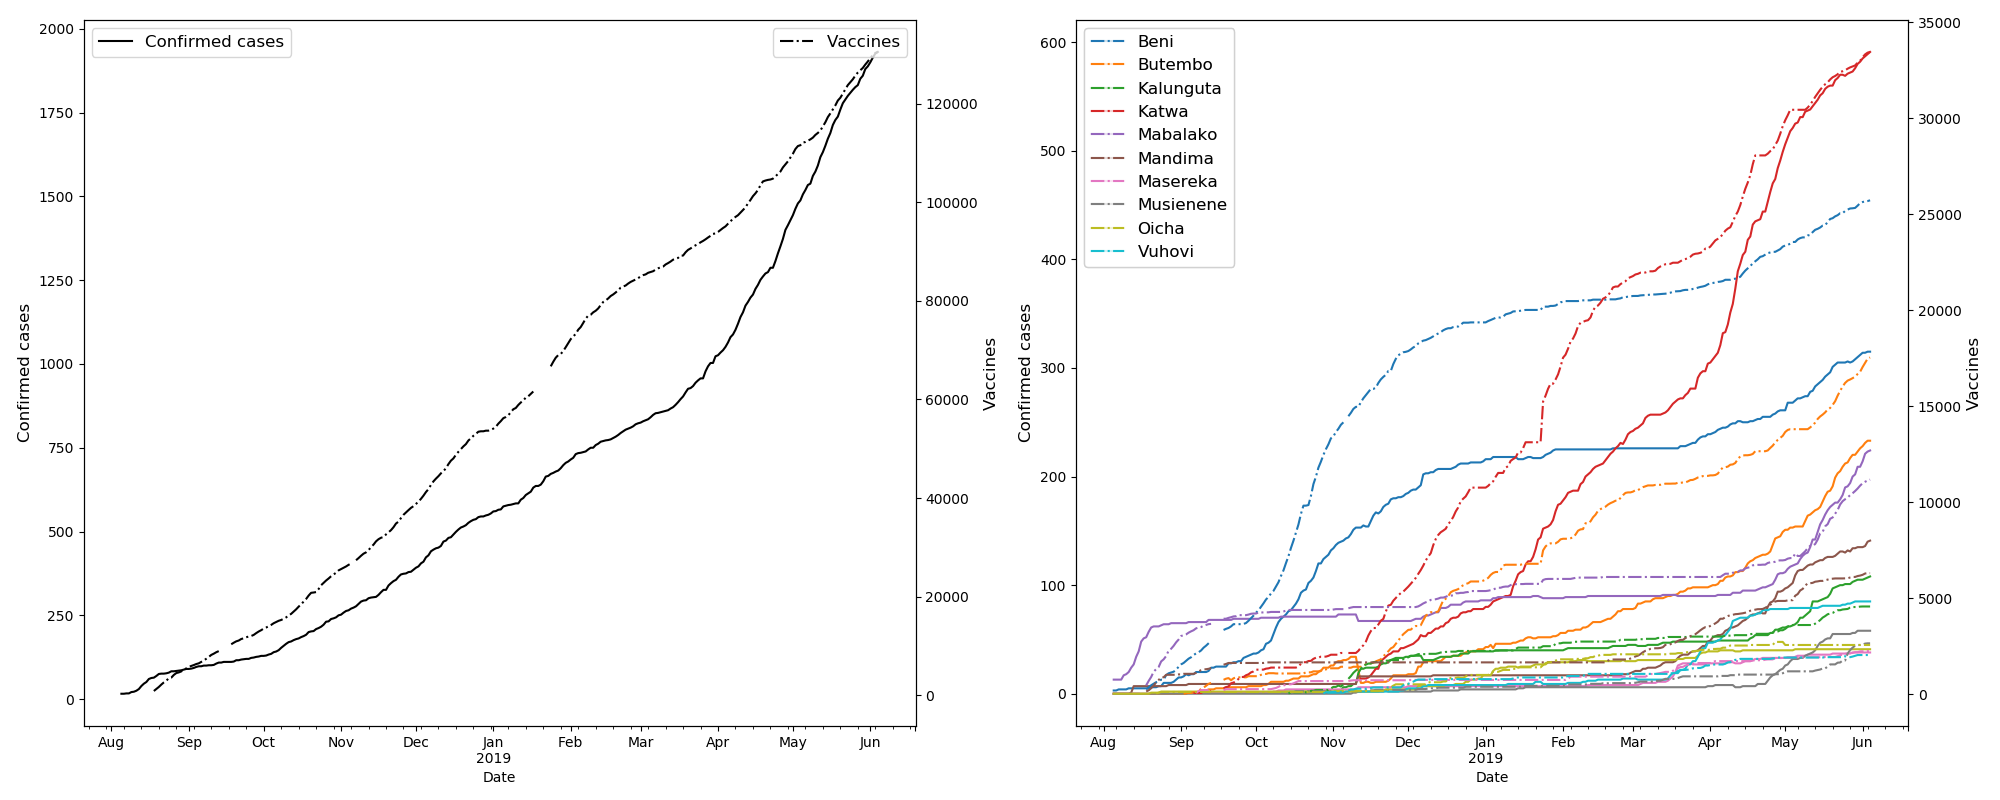 Confirmed cases
Vaccines
2000
1750
1500
1250
1000
750
500
250
0
Confirmed cases
120000
100000
80000
60000
40000
20000
0
Vaccines
Aug Sep Oct Nov Dec Jan Feb Mar Apr May Jun
2019
Date
Beni
Butembo
Kalunguta
Katwa
Mabalako
Mandima
Masereka
Musienene
Oicha
Vuhovi
600
500
400
300
200
100
0
Confirmed cases
35000
30000
25000
20000
15000
10000
5000
0
Vaccines
Aug Sep Oct Nov Dec Jan Feb Mar Apr May Jun
2019
Date